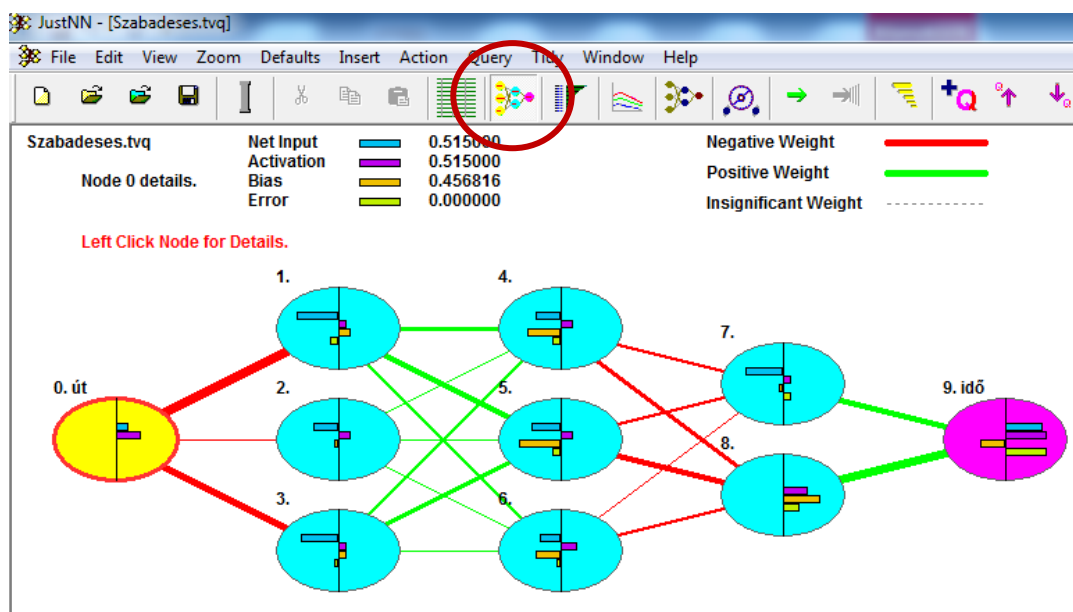 JustNN - [Szabadeses.tvq]
File Edit View Zoom Defaults Insert Action Query Tidy Window Help
Szabadeses.tvq
Node 0 details.
Net Input 0.515000
Activation 0.515000
Bias 0.456816
Error 0.000000
Negative Weight
Positive Weight
Insignificant Weight
Left Click Node for Details.
1. 4.
7.
0. út 2. 5. 9. idő
8.
3. 6.